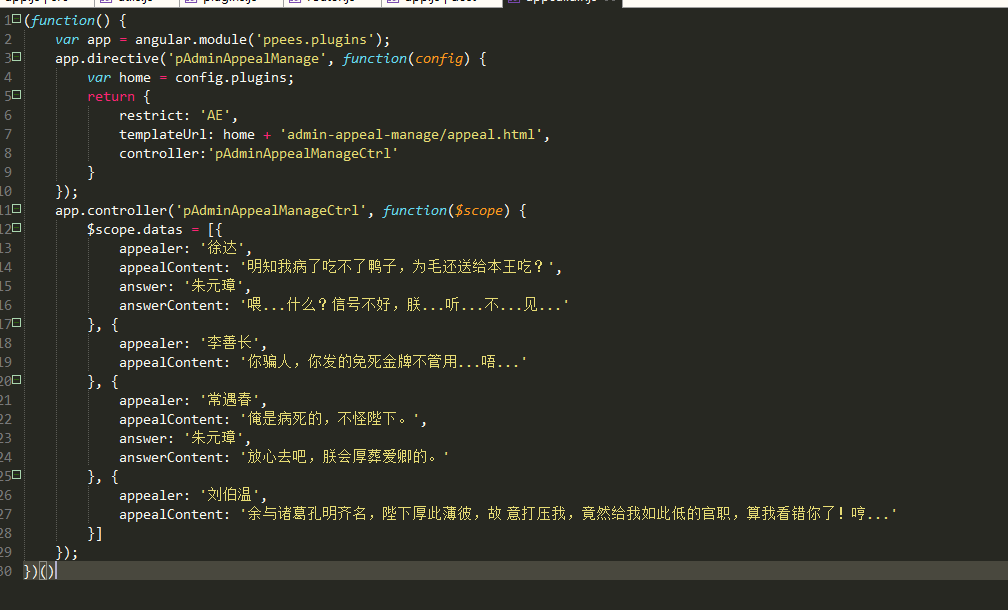 1 (function() {
2 var app = angular.module('ppees.plugins');
3 app.directive('pAdminAppealManage', function(config) {
4 var home = config.plugins;
5 return {
6 restrict: 'AE',
7 templateUrl: home + 'admin-appeal-manage/appeal.html',
8 controller:'pAdminAppealManageCtrl'
9 }
10 });
11 app.controller('pAdminAppealManageCtrl', function($scope) {
12 $scope.datas = [{
13 appealer: '徐达',
14 appealContent: '明知我病了吃不了鸭子，为毛还送给本王吃？',
15 answer: '朱元璋',
16 answerContent: '喂...什么？信号不好，朕...听...不...见...'
17 }, {
18 appealer: '李善长',
19 appealContent: '你骗人，你发的免死金牌不管用...唔...'
20 }, {
21 appealer: '常遇春',
22 appealContent: '俺是病死的，不怪陛下。',
23 answer: '朱元璋',
24 answerContent: '放心去吧，朕会厚葬爱卿的。'
25 }, {
26 appealer: '刘伯温',
27 appealContent: '余与诸葛孔明齐名，陛下厚此薄彼，故 意打压我，竟然给我如此低的官职，算我看错你了！哼...'
28 }]
29 });
30 })()